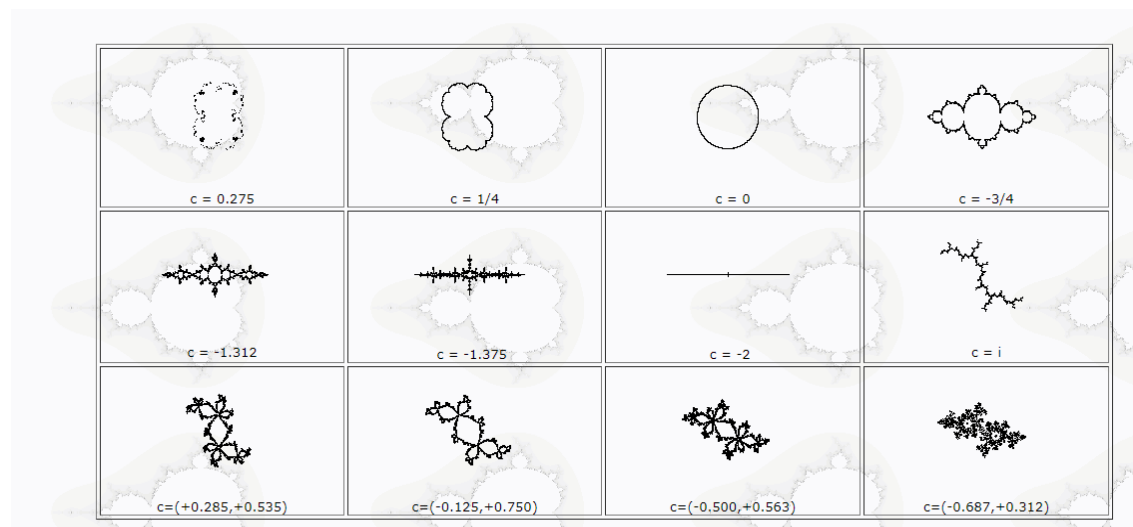 c = 0.275
c = 1/4
c = 0
c = -3/4
c = -1.312
c = -1.375
c = -2
c = i
c=(+0.285,+0.535)
c=(-0.125,+0.750)
c=(-0.500,+0.563)
c=(-0.687,+0.312)